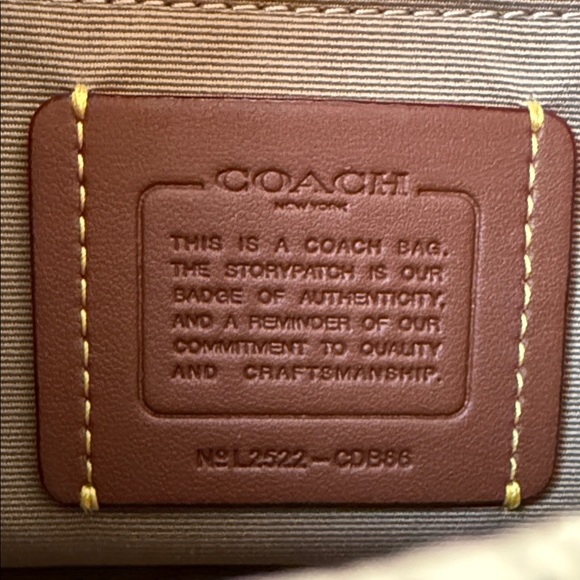 COACH
NEW YORK
THIS IS A COACH BAG.
THE STORYPATCH IS OUR
BADGE OF AUTHENTICITY,
AND A REMINDER OF OUR
COMMITMENT TO QUALITY
AND CRAFTSMANSHIP.
Nº L2522-CDB86